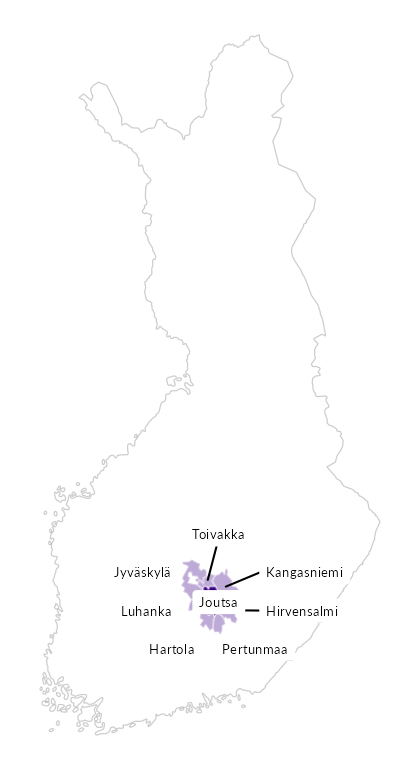 Toivakka
Jyväskylä
Kangasniemi
Joutsa
Luhanka
Hirvensalmi
Hartola
Pertunmaa